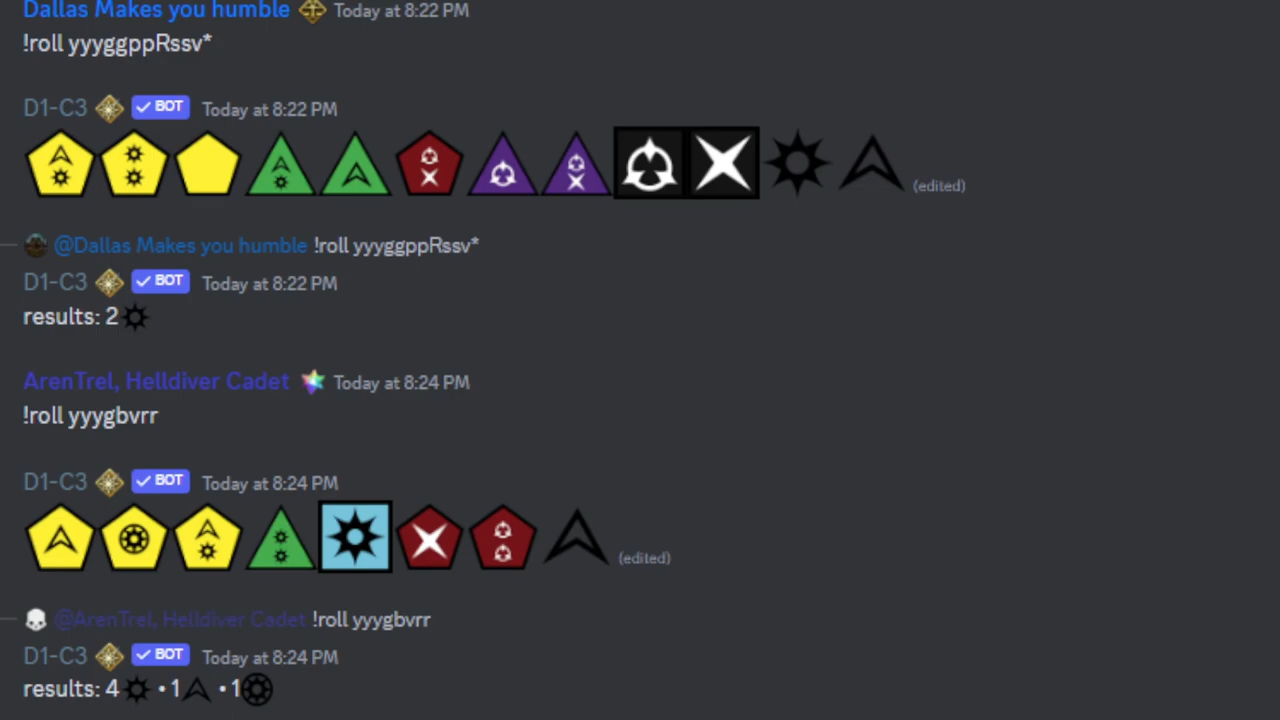 Dallas Makes you humble Today at 8:22 PM
!roll yyyggppRssv*
D1-C3 BOT Today at 8:22 PM
(edited)
@Dallas Makes you humble !roll yyyggppRssv*
D1-C3 BOT Today at 8:22 PM
results: 2
ArenTrel, Helldiver Cadet Today at 8:24 PM
!roll yyygbvrr
D1-C3 BOT Today at 8:24 PM
(edited)
@ArenTrel, Helldiver Cadet !roll yyygbvrr
D1-C3 BOT Today at 8:24 PM
results: 4 • 1 • 1